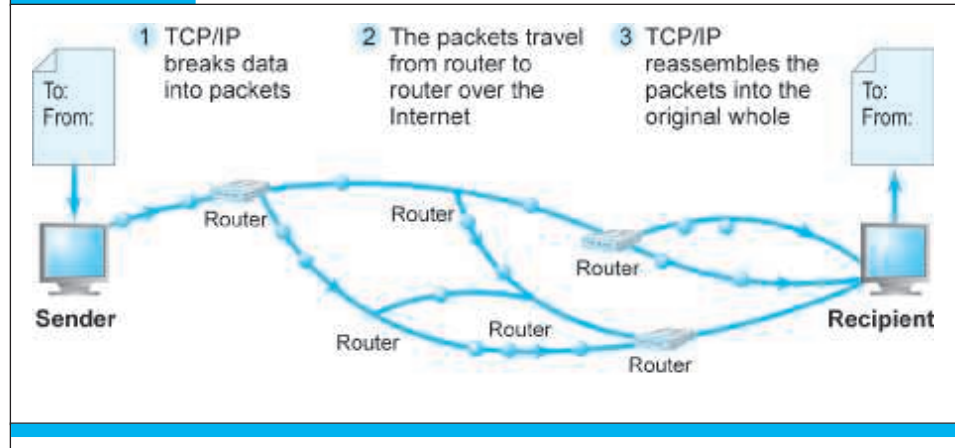 1 TCP/IP
breaks data
into packets
2 The packets travel
from router to
router over the
Internet
3 TCP/IP
reassembles the
packets into the
original whole
To:
From:
To:
From:
Router
Router
Router
Router
Router
Router
Sender
Recipient